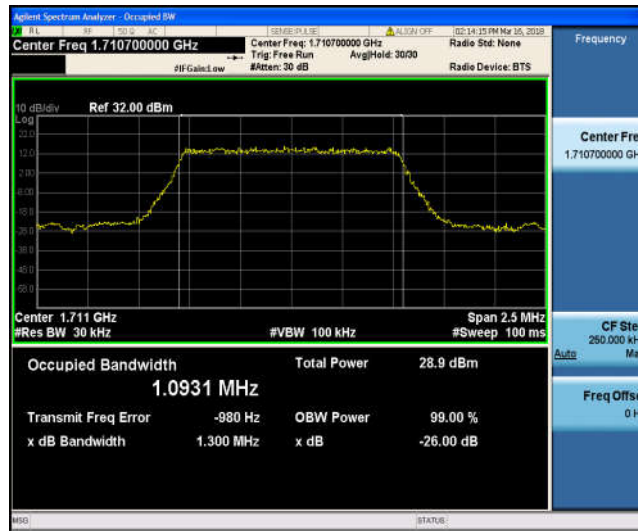 Agilent Spectrum Analyzer - Occupied BW
RL RF 50 Ω AC SENSE:PULSE ALIGN OFF 02:14:15 PM Mar 16, 2018
Center Freq 1.710700000 GHz Center Freq: 1.710700000 GHz Radio Std: None Frequency
Trig: Free Run Avg|Hold: 30/30
#IFGain:Low #Atten: 30 dB Radio Device: BTS
10 dB/div Ref 32.00 dBm
Log
22.0
12.0
2.00
-8.00
-18.0
-28.0
-38.0
-48.0
-58.0
Center Fre
1.710700000 GH
Center 1.711 GHz Span 2.5 MHz
#Res BW 30 kHz #VBW 100 kHz #Sweep 100 ms
CF Ste
250.000 kH
Auto Ma
Occupied Bandwidth Total Power 28.9 dBm
1.0931 MHz
Freq Offse
0 H
Transmit Freq Error -980 Hz OBW Power 99.00 %
x dB Bandwidth 1.300 MHz x dB -26.00 dB
MSG STATUS